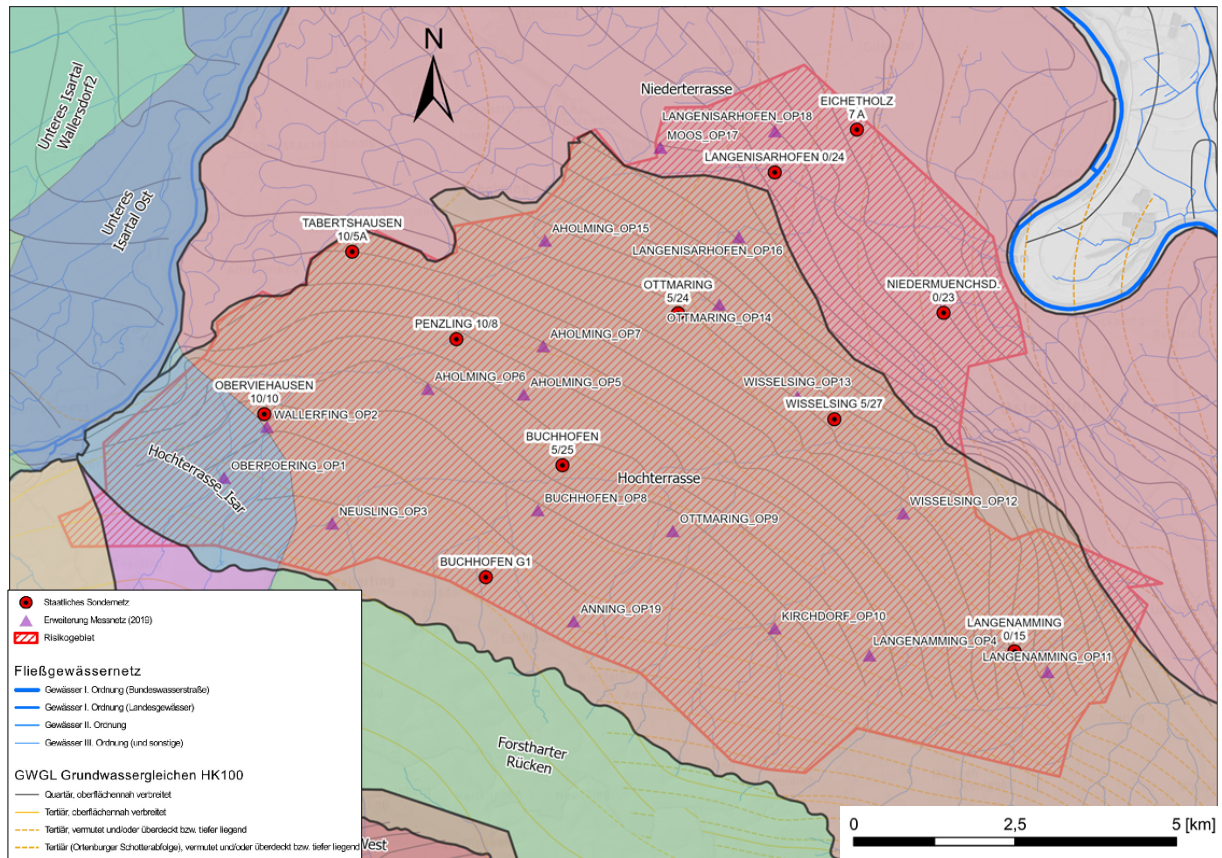 N
Niederterrasse
Unteres Isartal
Wallersdorf2
Unteres
Isartal Ost
EICHETHOLZ
7 A
LANGENISARHOFEN_OP18
MOOS_OP17
LANGENISARHOFEN 0/24
TABERTSHAUSEN
10/5A
AHOLMING_OP15
LANGENISARHOFEN_OP16
OTTMARING
5/24
OTTMARING_OP14
NIEDERMUENCHSD.
0/23
PENZLING 10/8
AHOLMING_OP7
OBERVIEHAUSEN
10/10
AHOLMING_OP6
AHOLMING_OP5
WISSELSING_OP13
WISSELSING 5/27
WALLERFING_OP2
BUCHHOFEN
5/25
OBERPOERING_OP1
Hochterrasse_Isar
Hochterrasse
NEUSLING_OP3
BUCHHOFEN_OP8
OTTMARING_OP9
WISSELSING_OP12
BUCHHOFEN G1
ANNING_OP19
KIRCHDORF_OP10
LANGENAMMING
0/15
LANGENAMMING_OP4
LANGENAMMING_OP11
Forstharter
Rücken
Staatliches Sondernetz
Erweiterung Messnetz (2019)
Risikogebiet
Fließgewässernetz
Gewässer I. Ordnung (Bundeswasserstraße)
Gewässer I. Ordnung (Landesgewässer)
Gewässer II. Ordnung
Gewässer III. Ordnung (und sonstige)
GWGL Grundwassergleichen HK100
Quartär, oberflächennah verbreitet
Tertiär, oberflächennah verbreitet
Tertiär, vermutet und/oder überdeckt bzw. tiefer liegend
Tertiär (Ortenburger Schotterabfolge), vermutet und/oder überdeckt bzw. tiefer liegend
West
0 2,5 5 [km]